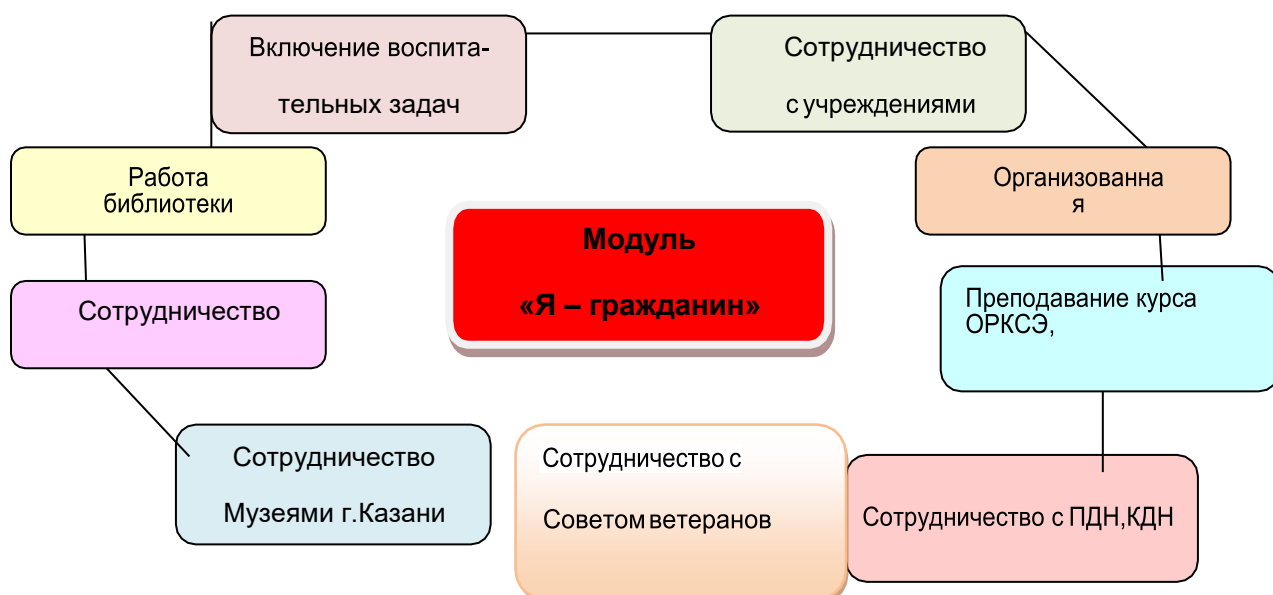 Включение воспита-
тельных задач
Сотрудничество
с учреждениями
Работа
библиотеки
Организованна
я
Модуль
«Я – гражданин»
Сотрудничество
Преподавание курса
ОРКСЭ,
Сотрудничество
Музеями г.Казани
Сотрудничество с
Советом ветеранов
Сотрудничество с ПДН,КДН